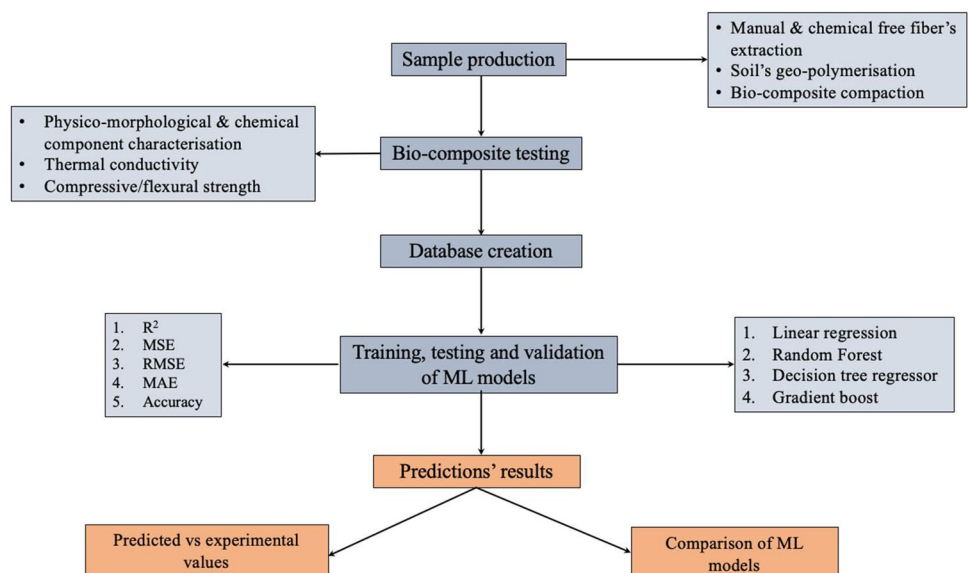 Sample production
• Manual & chemical free fiber's
extraction
• Soil's geo-polymerisation
• Bio-composite compaction
• Physico-morphological & chemical
component characterisation
• Thermal conductivity
• Compressive/flexural strength
Bio-composite testing
Database creation
1. R²
2. MSE
3. RMSE
4. MAE
5. Accuracy
Training, testing and validation
of ML models
1. Linear regression
2. Random Forest
3. Decision tree regressor
4. Gradient boost
Predictions' results
Predicted vs experimental
values
Comparison of ML
models